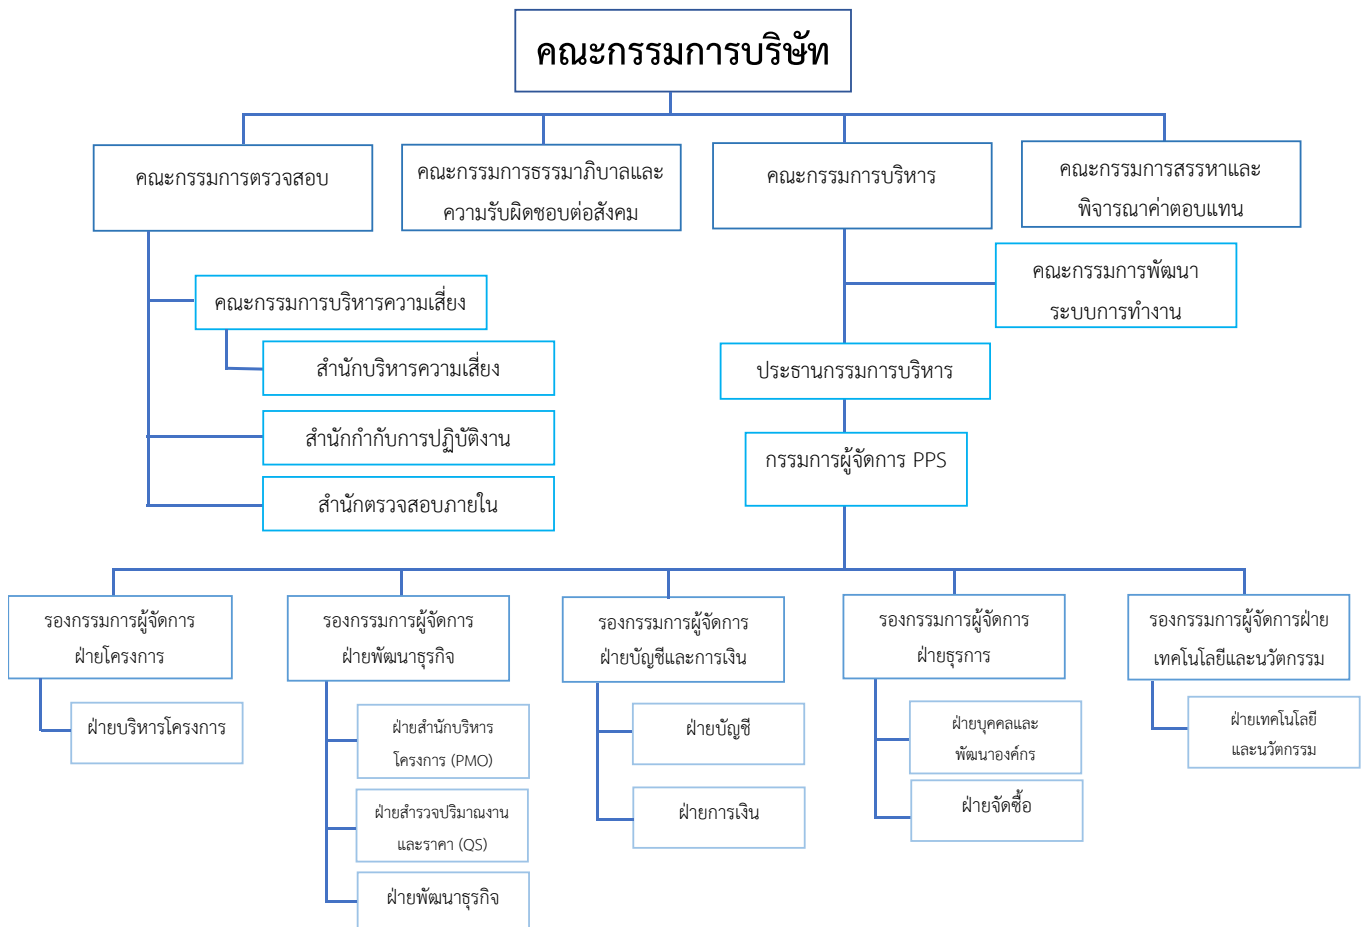 คณะกรรมการบริษัท
คณะกรรมการตรวจสอบ
คณะกรรมการธรรมาภิบาลและ
ความรับผิดชอบต่อสังคม
คณะกรรมการบริหาร
คณะกรรมการสรรหาและ
พิจารณาค่าตอบแทน
คณะกรรมการพัฒนา
ระบบการทำงาน
คณะกรรมการบริหารความเสี่ยง
สำนักบริหารความเสี่ยง
สำนักกำกับการปฏิบัติงาน
สำนักตรวจสอบภายใน
ประธานกรรมการบริหาร
กรรมการผู้จัดการ PPS
รองกรรมการผู้จัดการ
ฝ่ายโครงการ
ฝ่ายบริหารโครงการ
รองกรรมการผู้จัดการ
ฝ่ายพัฒนาธุรกิจ
ฝ่ายสำนักบริหาร
โครงการ (PMO)
ฝ่ายสำรวจปริมาณงาน
และราคา (QS)
ฝ่ายพัฒนาธุรกิจ
รองกรรมการผู้จัดการ
ฝ่ายบัญชีและการเงิน
ฝ่ายบัญชี
ฝ่ายการเงิน
รองกรรมการผู้จัดการ
ฝ่ายธุรการ
ฝ่ายบุคคลและ
พัฒนาองค์กร
ฝ่ายจัดซื้อ
รองกรรมการผู้จัดการฝ่าย
เทคโนโลยีและนวัตกรรม
ฝ่ายเทคโนโลยี
และนวัตกรรม